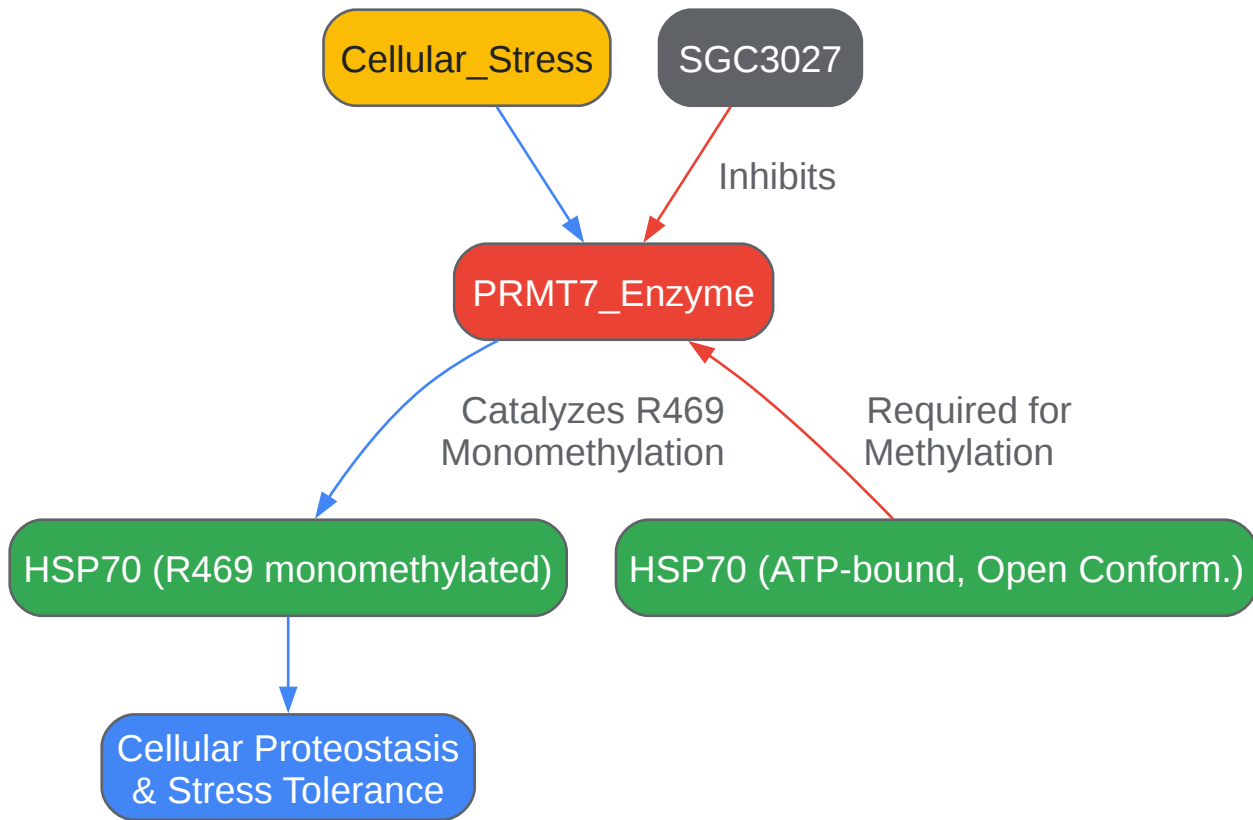 Cellular_Stress
SGC3027
Inhibits
PRMT7_Enzyme
Catalyzes R469
Monomethylation
Required for
Methylation
HSP70 (R469 monomethylated)
HSP70 (ATP-bound, Open Conform.)
Cellular Proteostasis
& Stress Tolerance